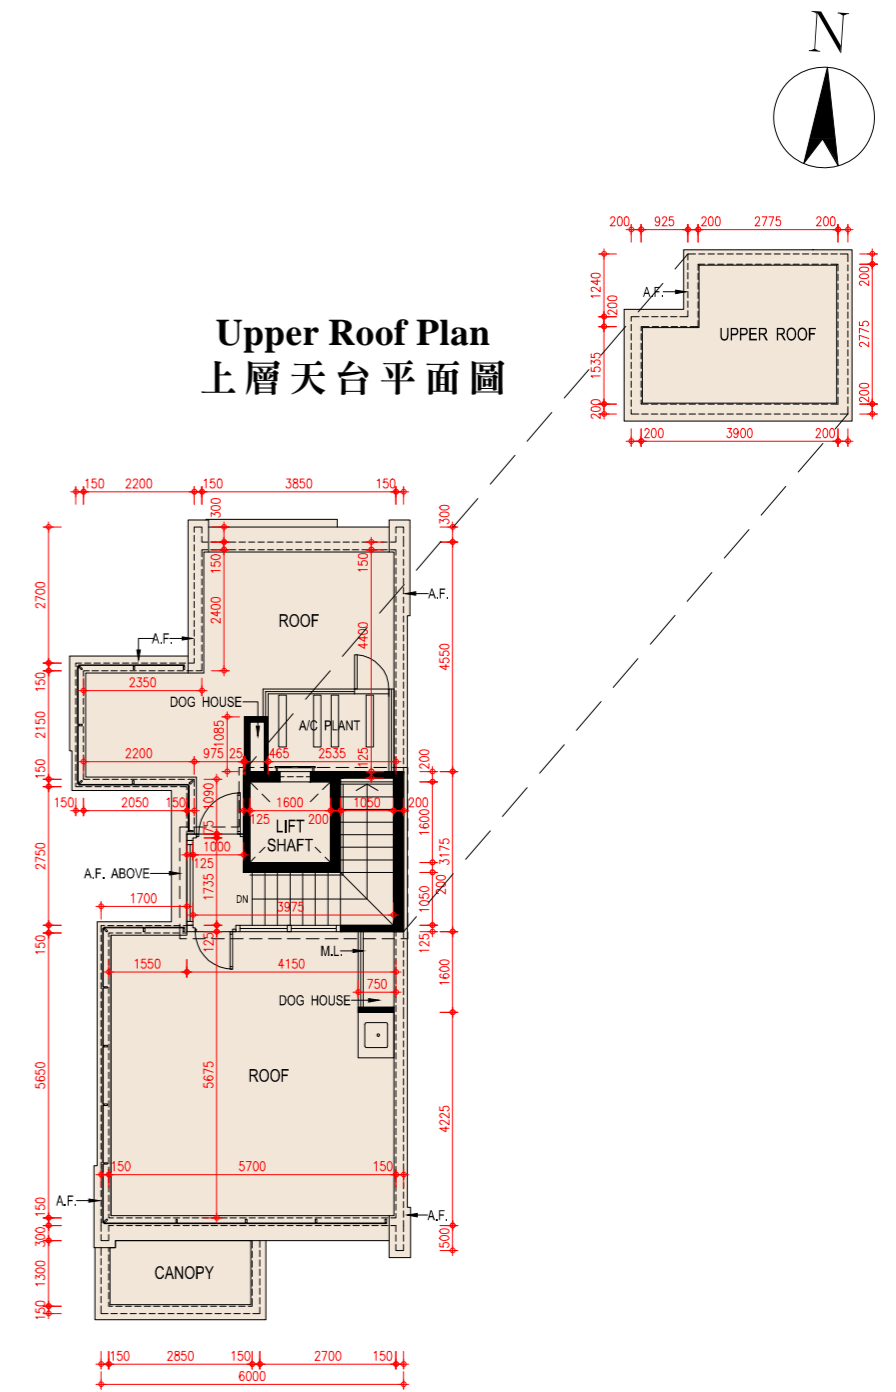 N
200 925 200 2775 200
1240
A.F.
200
200
UPPER ROOF
2775
1535
200
200
200 3900 200
Upper Roof Plan
上層天台平面圖
150 2200 150 3850 150
300
300
150
150
2700
2400
ROOF
4400
A.F.
4550
A.F.
150
2350
DOG HOUSE
2150
1085
A/C PLANT
2200 975 25 465 2535
125
200
150
150 2050 150
1090
1600
1050
200
125
200
1600
LIFT
SHAFT
75
1000
125
3175
2750
A.F. ABOVE
1735
200
1050
DN
1700
3975
125
125
150
M.L.
1550
4150
1600
750
DOG HOUSE
5650
5675
ROOF
4225
150 5700 150
A.F.
150
A.F.
300
500
1300
CANOPY
150
150 2850 150 2700 150
6000